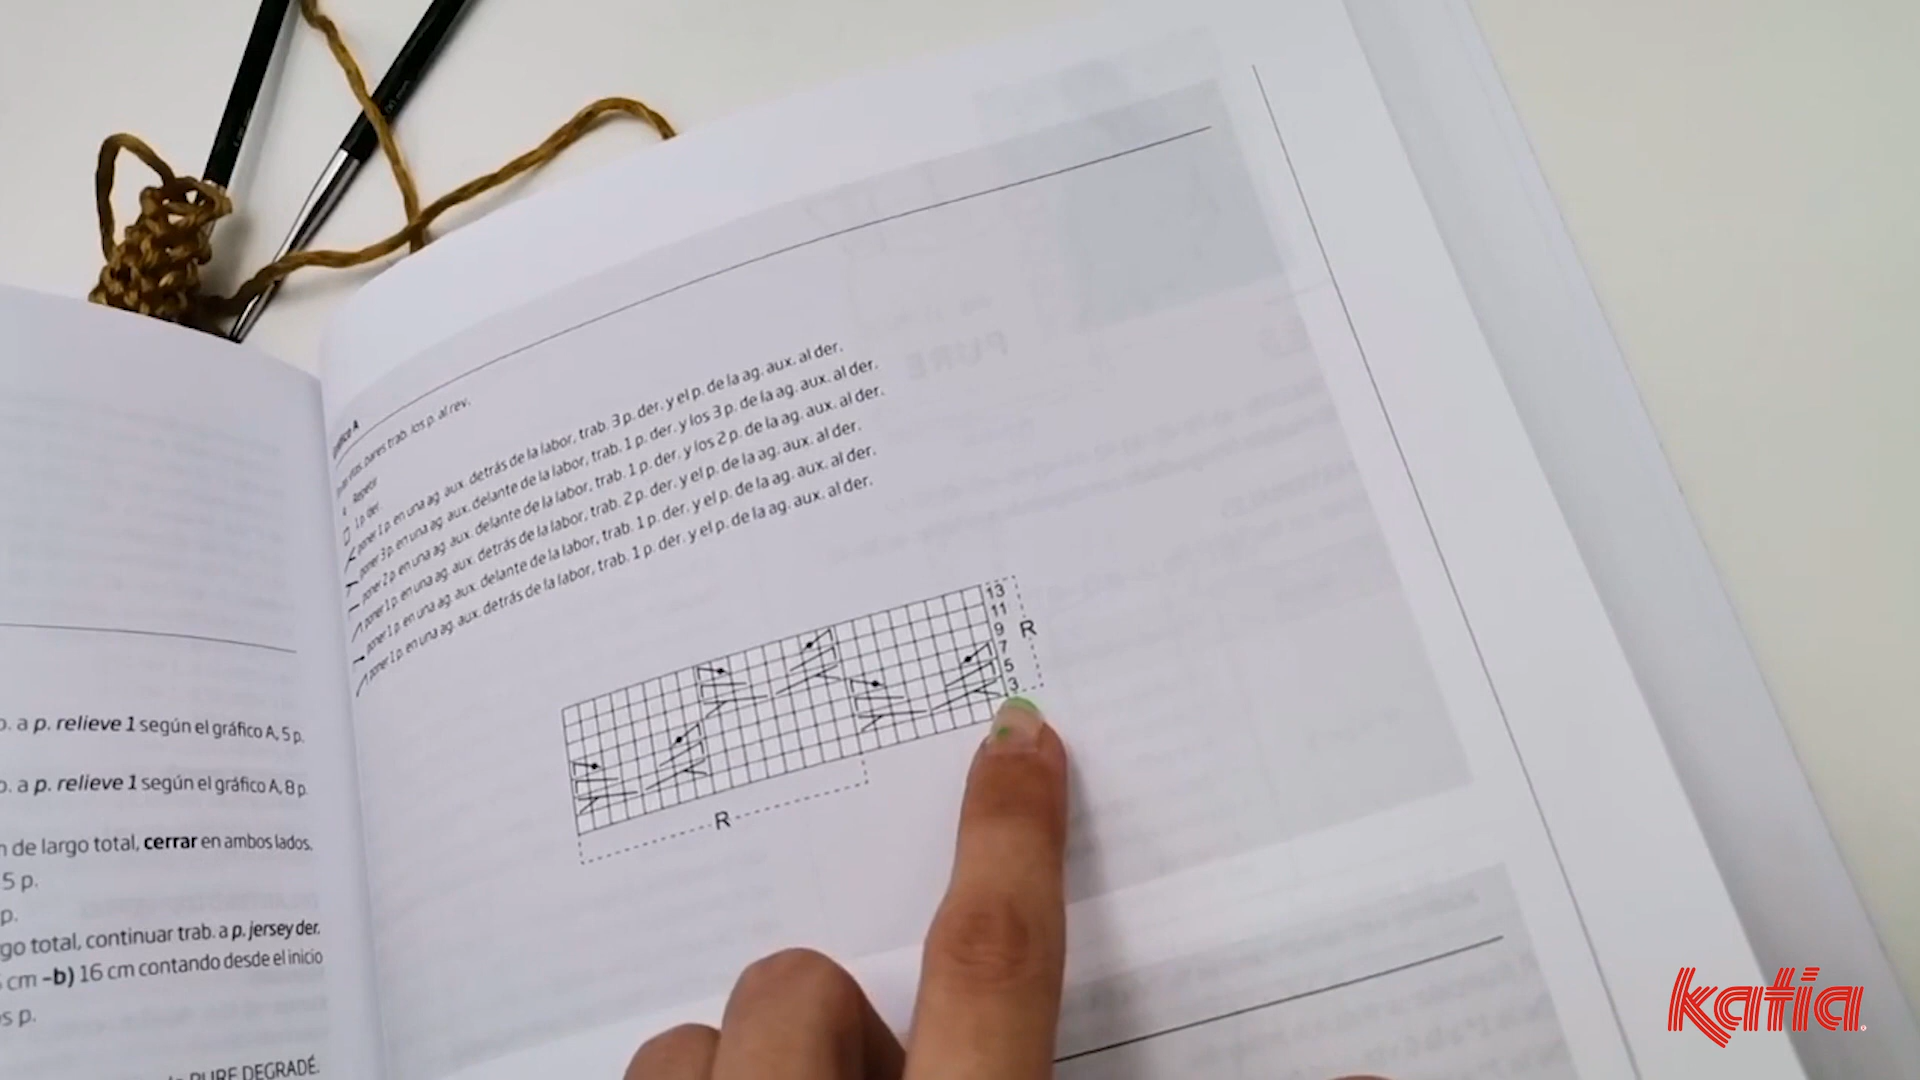 o. a p. relieve 1 según el gráfico A, 5 p.
o. a p. relieve 1 según el gráfico A, 8 p.
de largo total, cerrar en ambos lados.
5 p.
p.
go total, continuar trab. a p. jersey der.
cm –b) 16 cm contando desde el inicio
s p.
PURE DEGRADÉ.
Gráfico A
pares trab. los p. al rev.
Repetir
1 p. der.
poner 1 p. en una ag. aux. detrás de la labor, trab. 3 p. der. y el p. de la ag. aux. al der.
poner 3 p. en una ag. aux. delante de la labor, trab. 1 p. der. y los 3 p. de la ag. aux. al der.
poner 2 p. en una ag. aux. delante de la labor, trab. 1 p. der. y los 2 p. de la ag. aux. al der.
poner 1 p. en una ag. aux. detrás de la labor, trab. 2 p. der. y el p. de la ag. aux. al der.
poner 1 p. en una ag. aux. delante de la labor, trab. 1 p. der. y el p. de la ag. aux. al der.
poner 1 p. en una ag. aux. detrás de la labor, trab. 1 p. der. y el p. de la ag. aux. al der.
13
11
9
7
5
3
R
R
katia